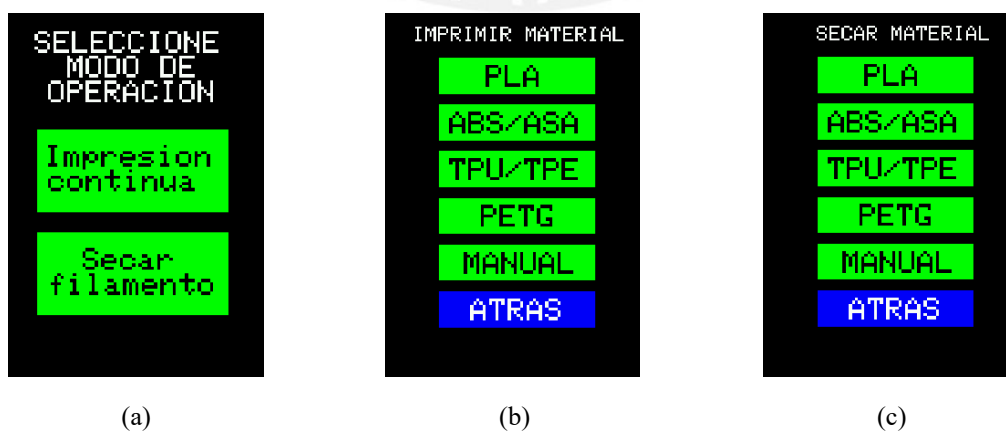 SELECCIONE
MODO DE
OPERACION
Impresion
continua
Secar
filamento
(a)
IMPRIMIR MATERIAL
PLA
ABS/ASA
TPU/TPE
PETG
MANUAL
ATRAS
(b)
SECAR MATERIAL
PLA
ABS/ASA
TPU/TPE
PETG
MANUAL
ATRAS
(c)